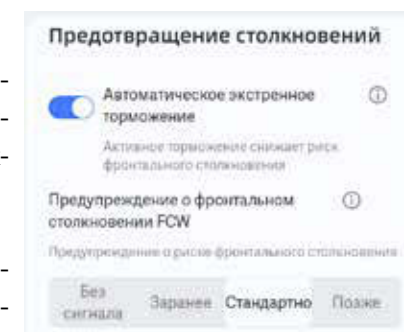 Предотвращение столкновений
Автоматическое экстренное
торможение
Активное торможение снижает риск
фронтального столкновения
Предупреждение о фронтальном
столкновении FCW
Предупреждение о риске фронтального столкновения
Без
сигнала
Заранее
Стандартно
Позже